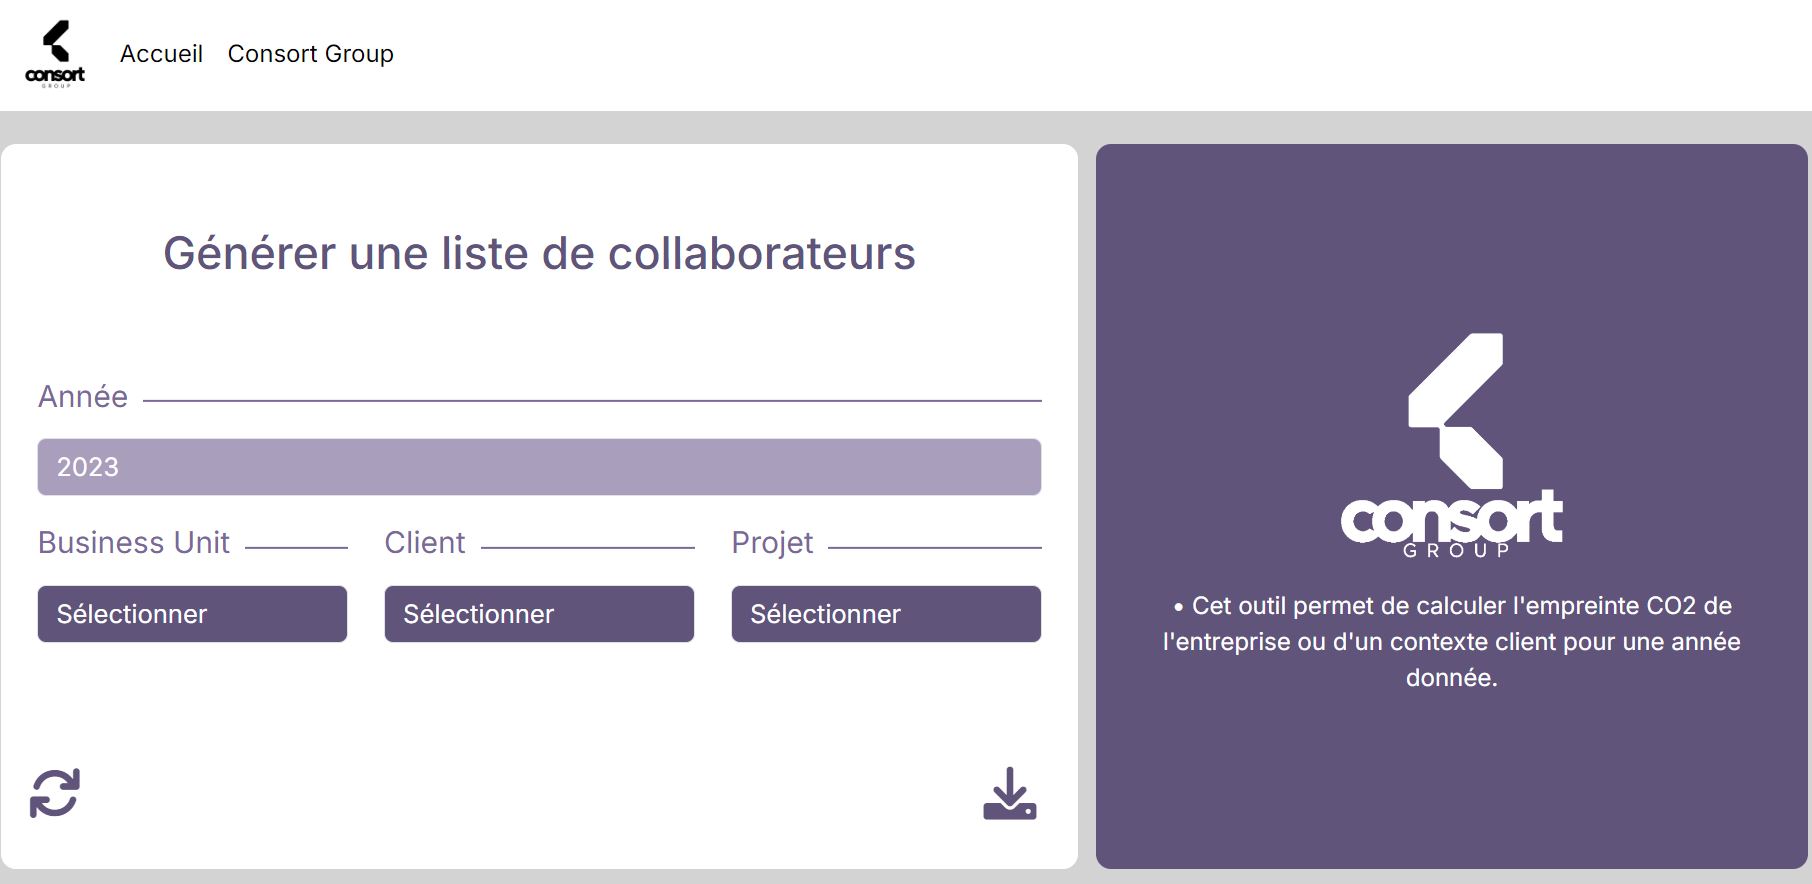 consort
GROUP
Accueil Consort Group
Générer une liste de collaborateurs
Année
2023
Business Unit Client Projet
Sélectionner Sélectionner Sélectionner
consort
GROUP
• Cet outil permet de calculer l'empreinte CO2 de
l'entreprise ou d'un contexte client pour une année
donnée.